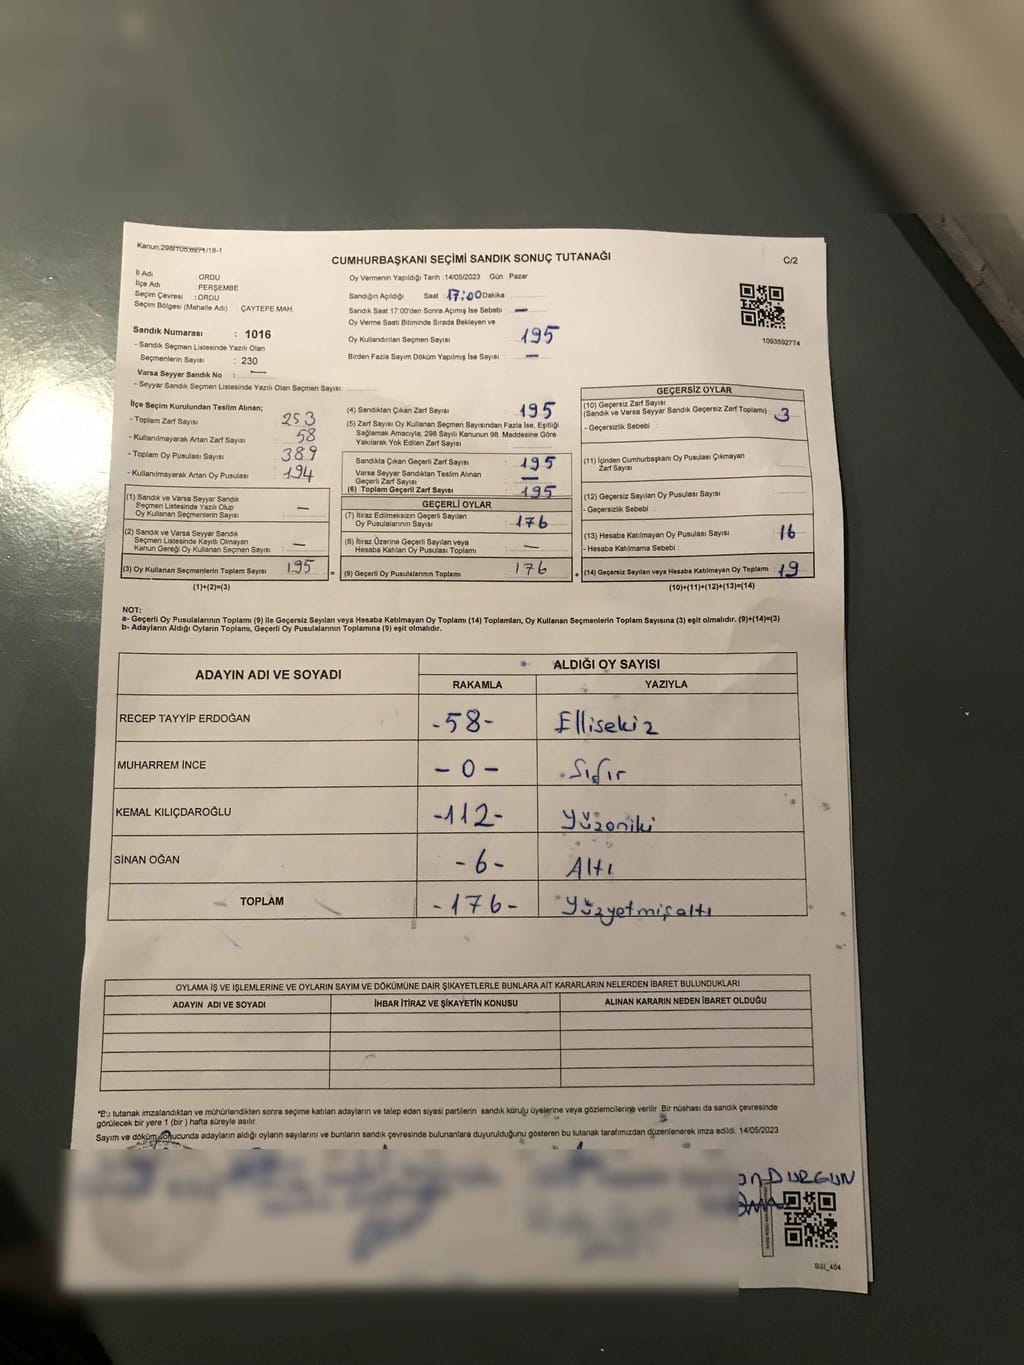 Kanun;298/108.6271/18-1
CUMHURBAŞKANI SEÇİMİ SANDIK SONUÇ TUTANAĞI
C/2
İl Adı ORDU
İlçe Adı PERŞEMBE
Seçim Çevresi : ORDU
Seçim Bölgesi (Mahalle Adı) : ÇAYTEPE MAH.
Sandık Numarası : 1016
- Sandık Seçmen Listesinde Yazılı Olan
Seçmenlerin Sayısı : 230
Varsa Seyyar Sandık No : —
- Seyyar Sandık Seçmen Listesinde Yazılı Olan Seçmen Sayısı:
Oy Vermenin Yapıldığı Tarih :14/05/2023 Gün : Pazar
Sandığın Açıldığı Saat 17:00 Dakika
Sandık Saat 17:00'den Sonra Açımış İse Sebebi : —
Oy Verme Saati Bitiminde Sırada Bekleyen ve
Oy Kullandırılan Seçmen Sayısı : 195
Birden Fazla Sayım Döküm Yapılmış İse Sayısı : —
1093592774
İlçe Seçim Kurulundan Teslim Alınan;
- Toplam Zarf Sayısı : 253
- Kullanılmayarak Artan Zarf Sayısı : 58
- Toplam Oy Pusulası Sayısı : 389
- Kullanılmayarak Artan Oy Pusulası : 194
(1) Sandık ve Varsa Seyyar Sandık
Seçmen Listesinde Yazılı Olup
Oy Kullanan Seçmenlerin Sayısı : —
(2) Sandık ve Varsa Seyyar Sandık
Seçmen Listesinde Kayıtlı Olmayan
Kanun Gereği Oy Kullanan Seçmen Sayısı : —
(3) Oy Kullanan Seçmenlerin Toplam Sayısı : 195
(1)+(2)=(3)
(4) Sandıktan Çıkan Zarf Sayısı : 195
(5) Zarf Sayısı Oy Kullanan Seçmen Sayısından Fazla İse, Eşitliği
Sağlamak Amacıyla; 298 Sayılı Kanunun 98. Maddesine Göre
Yakılarak Yok Edilen Zarf Sayısı :
Sandıkta Çıkan Geçerli Zarf Sayısı : 195
Varsa Seyyar Sandıktan Teslim Alınan
Geçerli Zarf Sayısı : —
(6) Toplam Geçerli Zarf Sayısı : 195
GEÇERLİ OYLAR
(7) İtiraz Edilmeksizin Geçerli Sayılan
Oy Pusulalarının Sayısı : 176
(8) İtiraz Üzerine Geçerli Sayılan veya
Hesaba Katılan Oy Pusulası Toplamı : —
= (9) Geçerli Oy Pusulalarının Toplamı : 176
GEÇERSİZ OYLAR
(10) Geçersiz Zarf Sayısı
(Sandık ve Varsa Seyyar Sandık Geçersiz Zarf Toplamı) : 3
- Geçersizlik Sebebi :
(11) İçinden Cumhurbaşkanı Oy Pusulası Çıkmayan
Zarf Sayısı
(12) Geçersiz Sayılan Oy Pusulası Sayısı :
- Geçersizlik Sebebi :
(13) Hesaba Katılmayan Oy Pusulası Sayısı : 16
- Hesaba Katılmama Sebebi :
+ (14) Geçersiz Sayılan veya Hesaba Katılmayan Oy Toplamı : 19
(10)+(11)+(12)+(13)=(14)
NOT:
a- Geçerli Oy Pusulalarının Toplamı (9) ile Geçersiz Sayılan veya Hesaba Katılmayan Oy Toplamı (14) Toplamları, Oy Kullanan Seçmenlerin Toplam Sayısına (3) eşit olmalıdır. (9)+(14)=(3)
b- Adayların Aldığı Oyların Toplamı, Geçerli Oy Pusulalarının Toplamına (9) eşit olmalıdır.
ADAYIN ADI VE SOYADI ALDIĞI OY SAYISI
RAKAMLA YAZIYLA
RECEP TAYYİP ERDOĞAN -58- Ellisekiz
MUHARREM İNCE -0- Sıfır
KEMAL KILIÇDAROĞLU -112- Yüzoniki
SİNAN OĞAN -6- Altı
TOPLAM -176- Yüzyetmişaltı
OYLAMA İŞ VE İŞLEMLERİNE VE OYLARIN SAYIM VE DÖKÜMÜNE DAİR ŞİKAYETLERLE BUNLARA AİT KARARLARIN NELERDEN İBARET BULUNDUKLARI
ADAYIN ADI VE SOYADI İHBAR İTİRAZ VE ŞİKAYETİN KONUSU ALINAN KARARIN NEDEN İBARET OLDUĞU
*Bu tutanak imzalandıktan ve mühürlendikten sonra seçime katılan adayların ve talep eden siyasi partilerin sandık kurulu üyelerine veya gözlemcilerine verilir. Bir nüshası da sandık çevresinde
görülecek bir yere 1 (bir) hafta süreyle asılır.
Sayım ve döküm sonucunda adayların aldığı oyların sayılarını ve bunların sandık çevresinde bulunanlara duyurulduğunu gösteren bu tutanak tarafımızdan düzenlenerek imza edildi. 14/05/2023
DURGUN